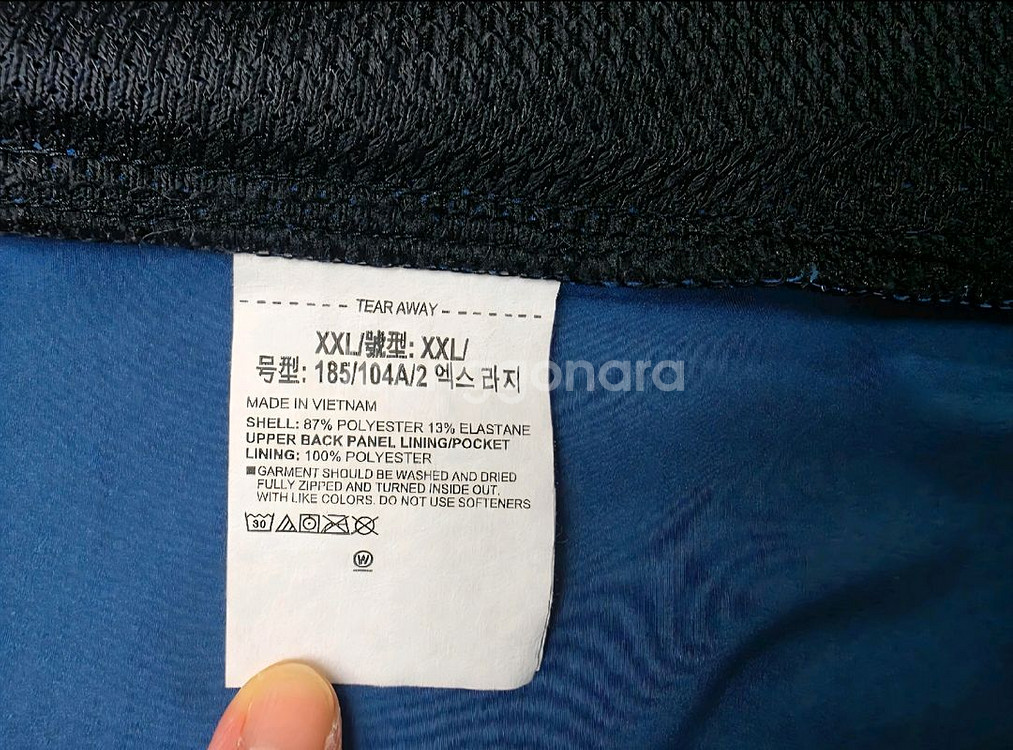 TEAR AWAY
XXL/號型: XXL/
号型: 185/104A/2 엑스 라지
MADE IN VIETNAM
SHELL: 87% POLYESTER 13% ELASTANE
UPPER BACK PANEL LINING/POCKET
LINING: 100% POLYESTER
■GARMENT SHOULD BE WASHED AND DRIED
FULLY ZIPPED AND TURNED INSIDE OUT.
WITH LIKE COLORS. DO NOT USE SOFTENERS
30
W